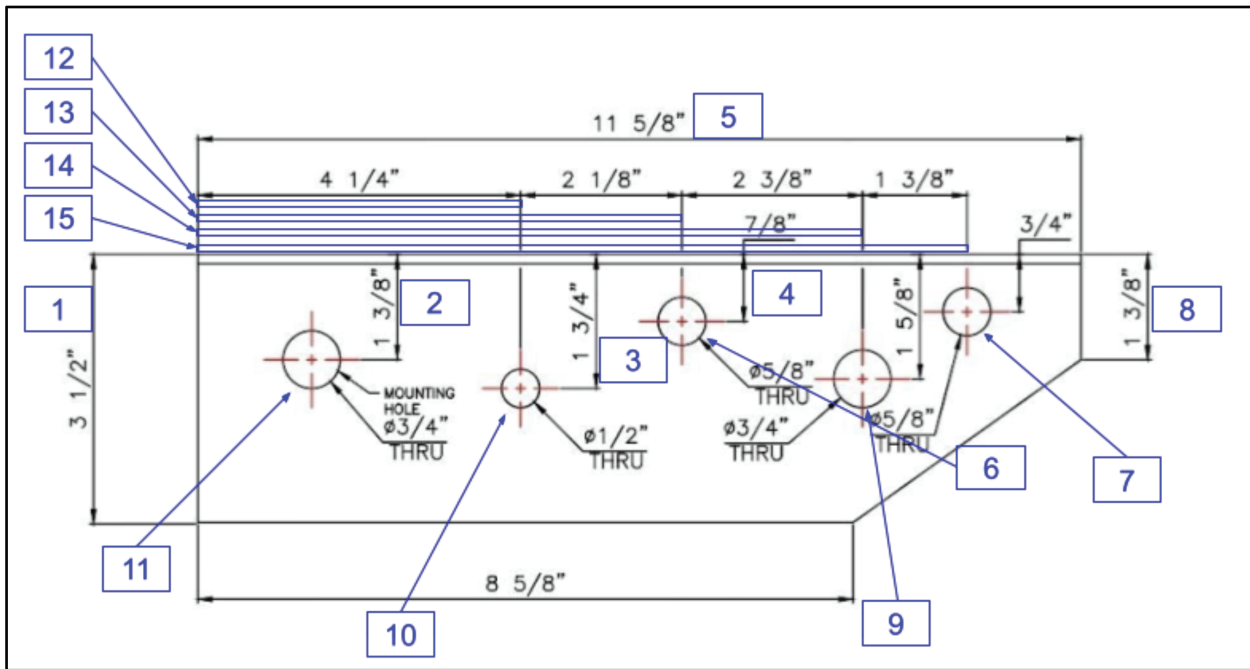 12
13
14
15
11 5/8" 5
4 1/4" 2 1/8" 2 3/8" 1 3/8"
7/8" 3/4"
1 3 1/2"
1 3/8" 2
1 3/4" 3
4
1 5/8"
1 3/8" 8
MOUNTING
HOLE
ø3/4"
THRU
ø1/2"
THRU
ø5/8"
THRU
ø3/4"
THRU
ø5/8"
THRU
6
7
11
8 5/8"
10
9